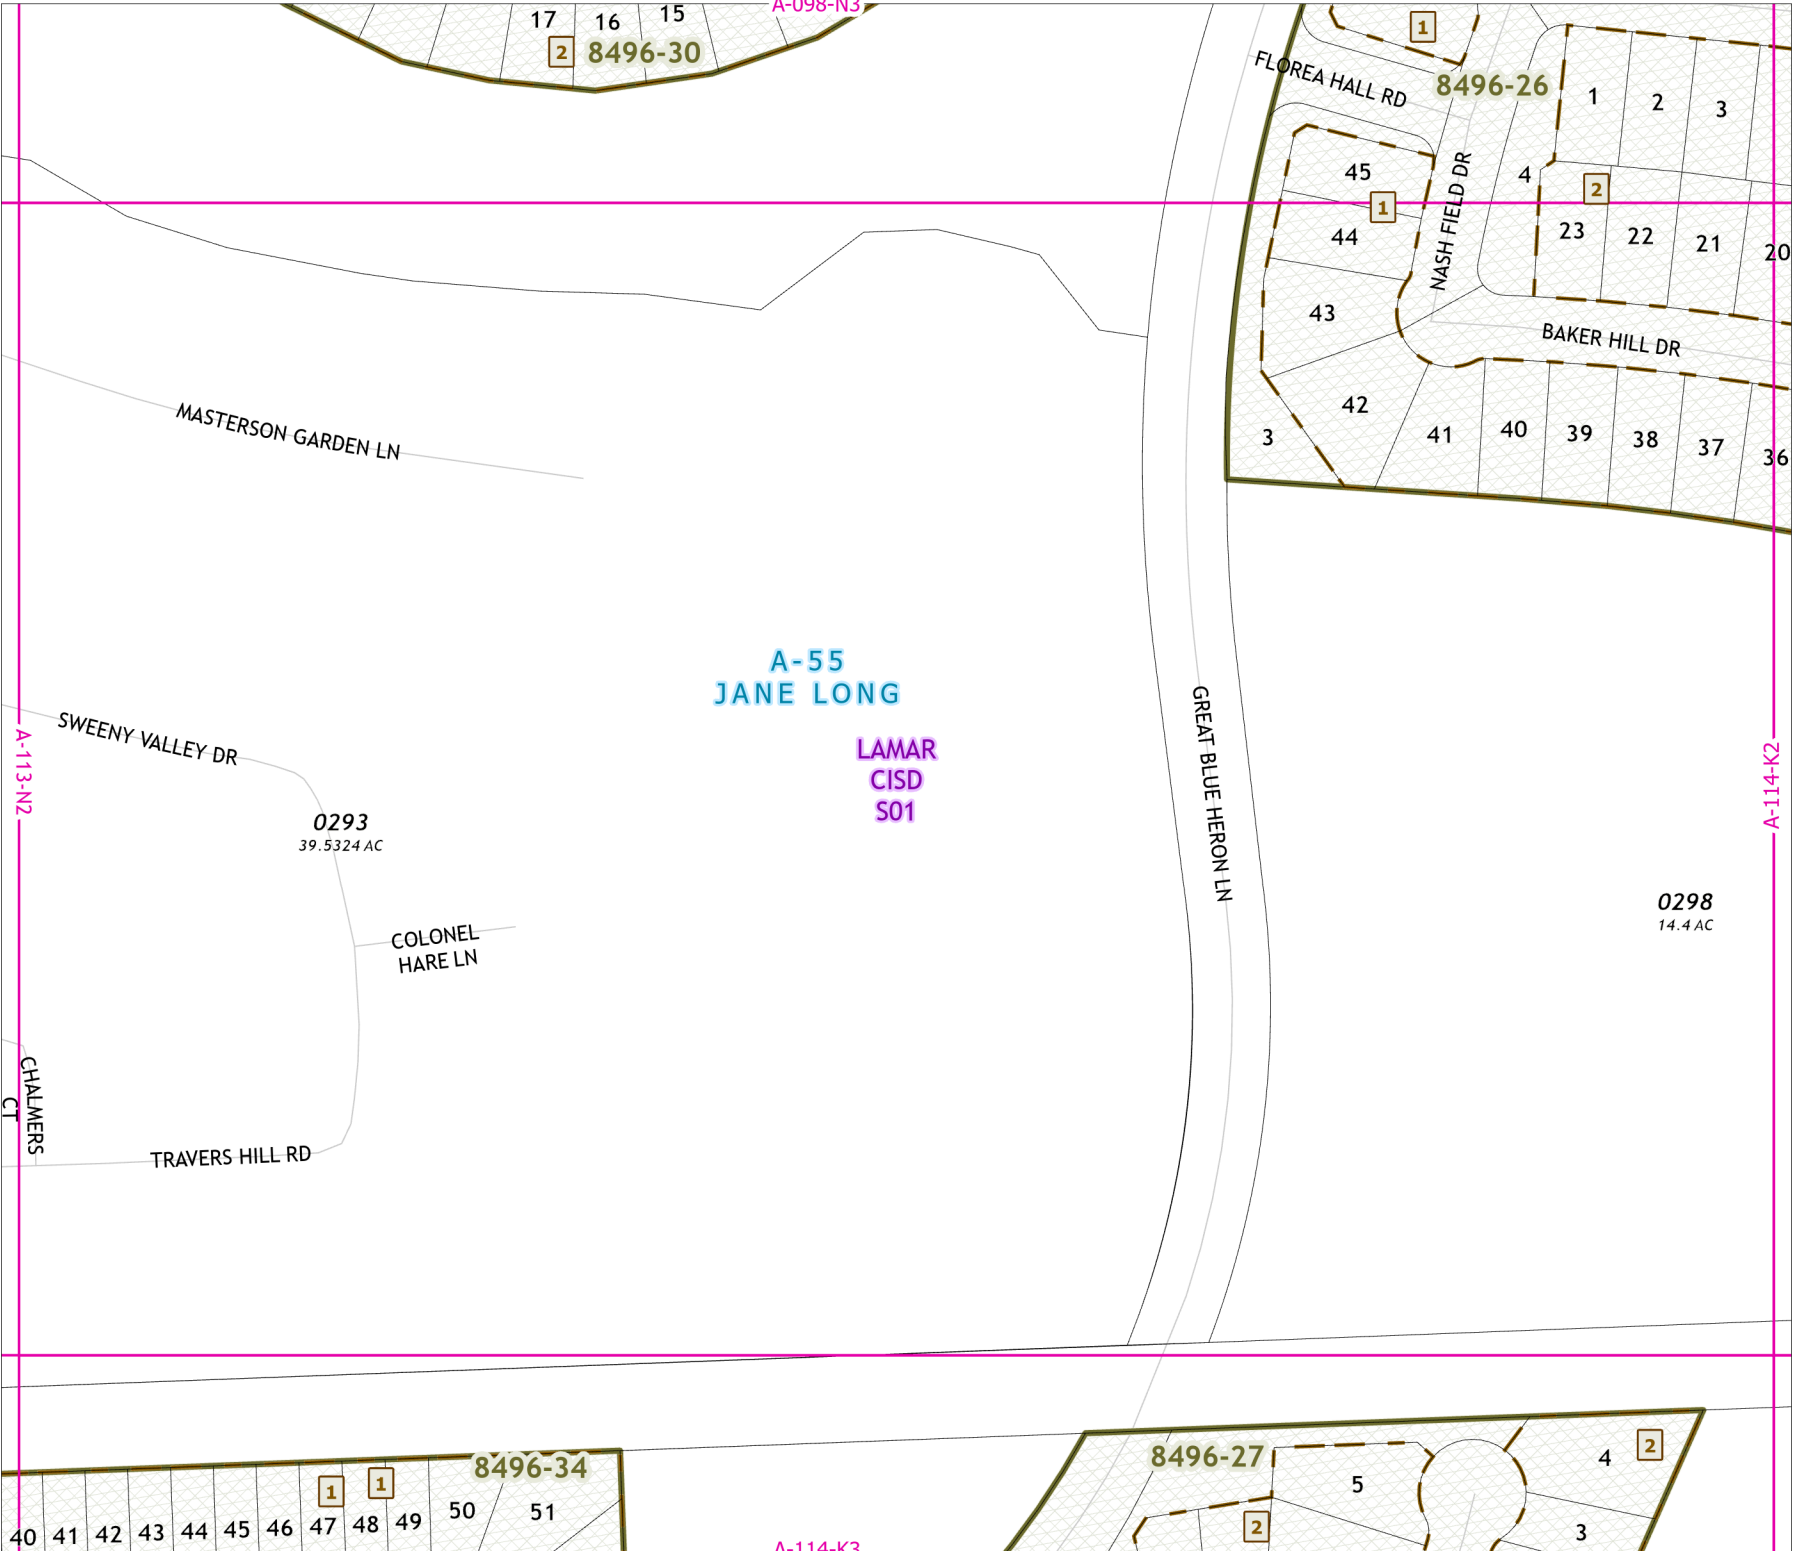 A-098-N3
17
16
15
2
8496-30
1
FLOREA HALL RD
8496-26
1
2
3
45
1
4
2
NASH FIELD DR
44
23
22
21
20
43
BAKER HILL DR
42
3
41
40
39
38
37
36
MASTERSON GARDEN LN
A-55
JANE LONG
LAMAR
CISD
S01
SWEENY VALLEY DR
A-113-N2
GREAT BLUE HERON LN
A-114-K2
0293
39.5324 AC
0298
14.4 AC
COLONEL
HARE LN
CHALMERS
CT
TRAVERS HILL RD
8496-34
1
1
40
41
42
43
44
45
46
47
48
49
50
51
8496-27
5
4
2
2
3
A-114-K3